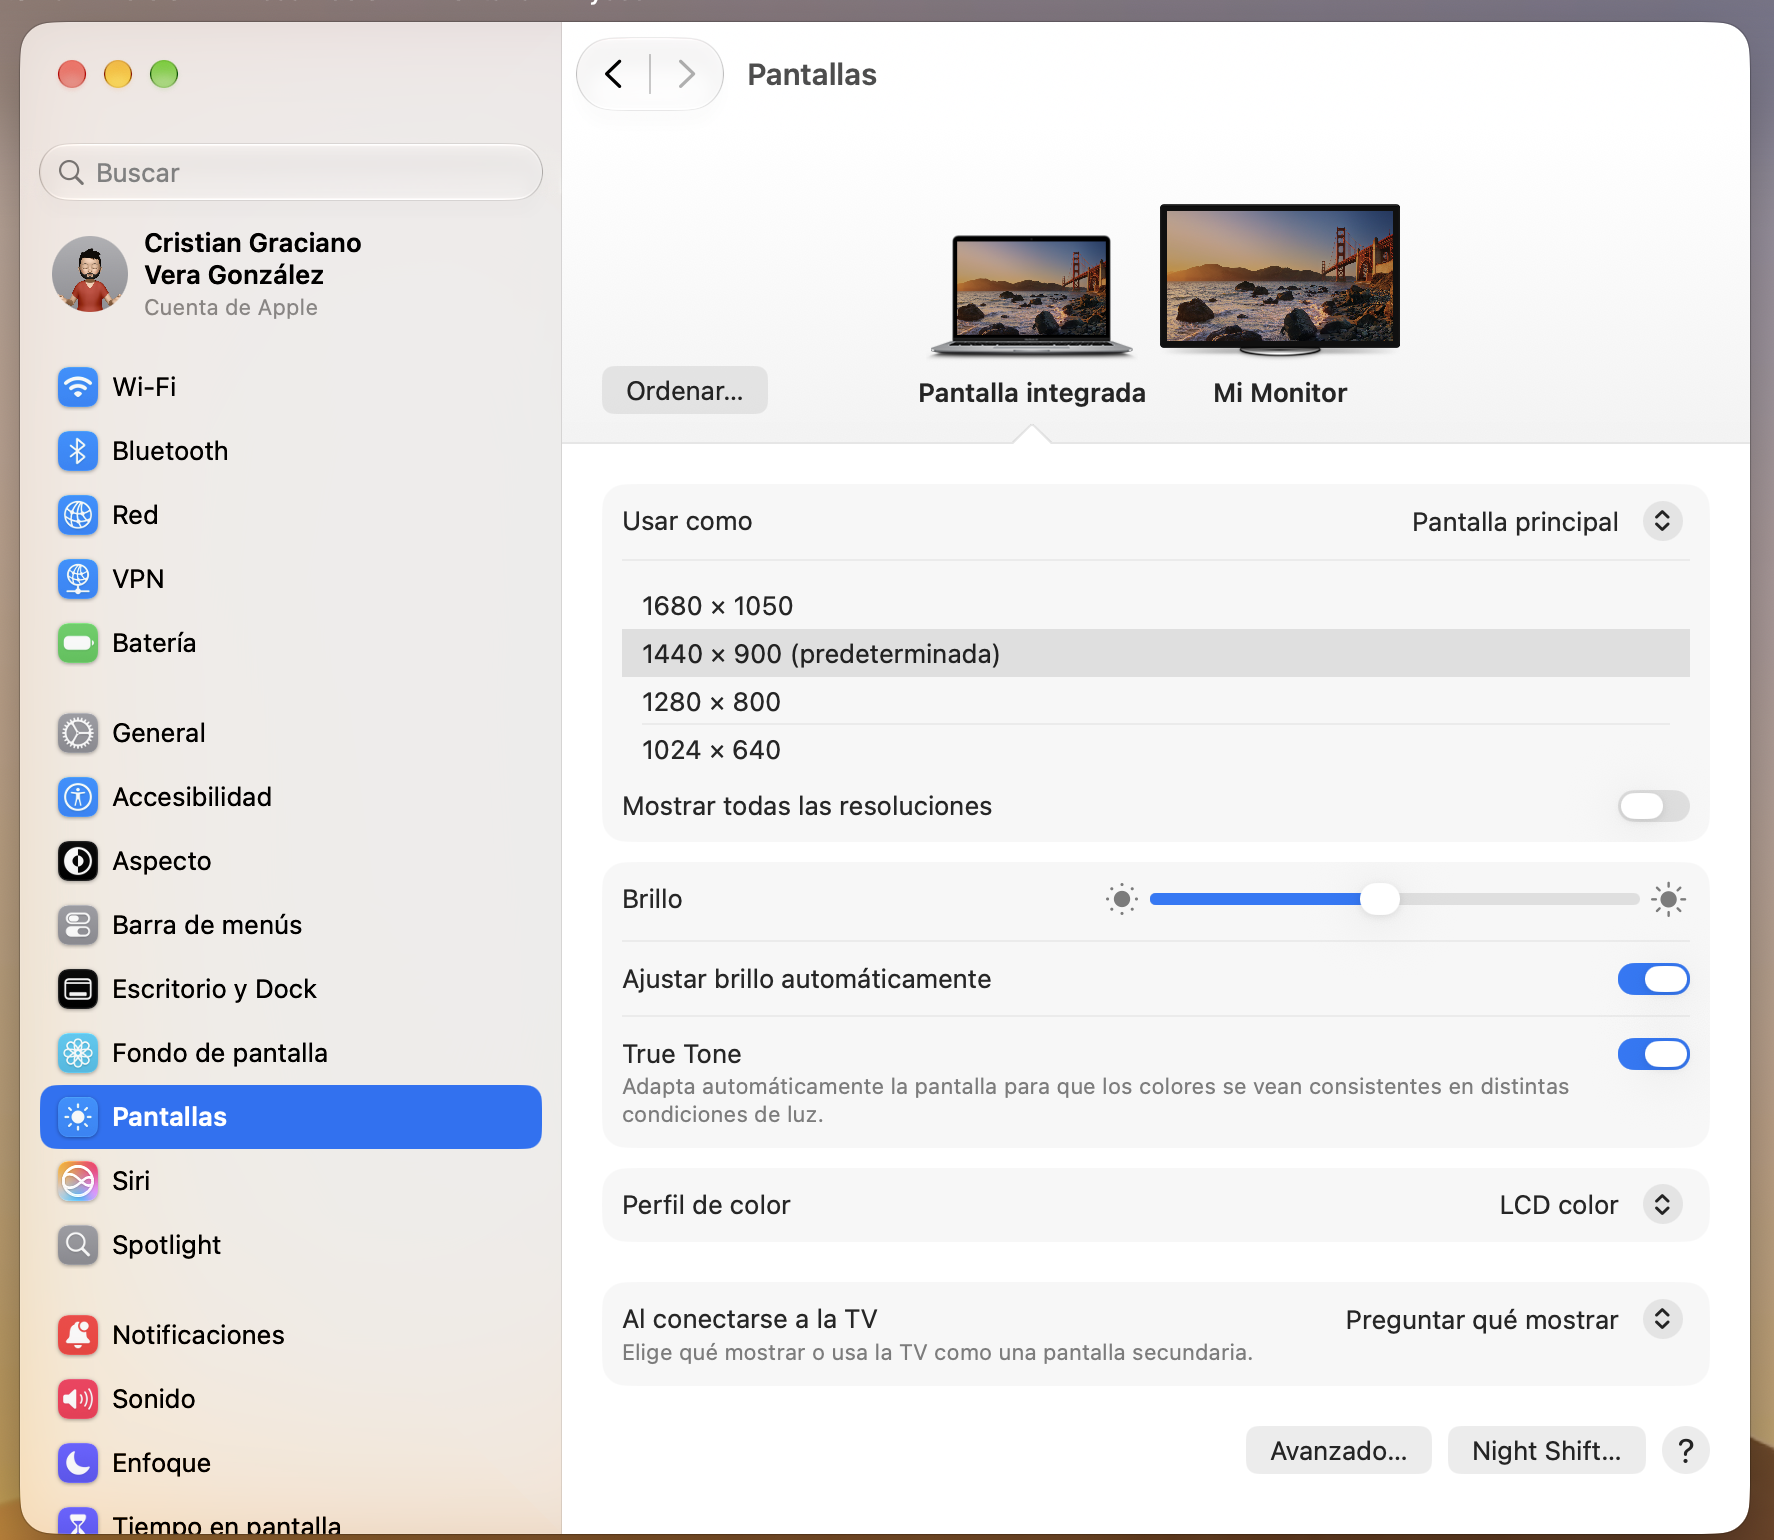 Buscar
Cristian Graciano
Vera González
Cuenta de Apple
Wi-Fi
Bluetooth
Red
VPN
Batería
General
Accesibilidad
Aspecto
Barra de menús
Escritorio y Dock
Fondo de pantalla
Pantallas
Siri
Spotlight
Notificaciones
Sonido
Enfoque
Tiempo en pantalla
Pantallas
Ordenar...
Pantalla integrada
Mi Monitor
Usar como
Pantalla principal
1680 × 1050
1440 × 900 (predeterminada)
1280 × 800
1024 × 640
Mostrar todas las resoluciones
Brillo
Ajustar brillo automáticamente
True Tone
Adapta automáticamente la pantalla para que los colores se vean consistentes en distintas
condiciones de luz.
Perfil de color
LCD color
Al conectarse a la TV
Preguntar qué mostrar
Elige qué mostrar o usa la TV como una pantalla secundaria.
Avanzado...
Night Shift...
?